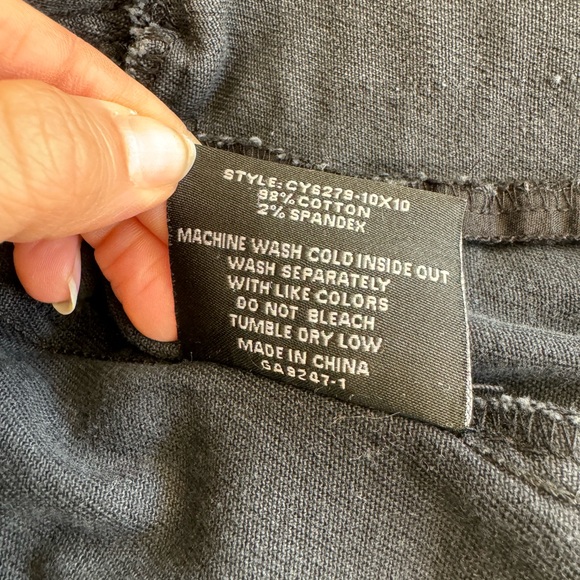 STYLE: CY6279-10X10
98% COTTON
2% SPANDEX
MACHINE WASH COLD INSIDE OUT
WASH SEPARATELY
WITH LIKE COLORS
DO NOT BLEACH
TUMBLE DRY LOW
MADE IN CHINA
GA9247-1